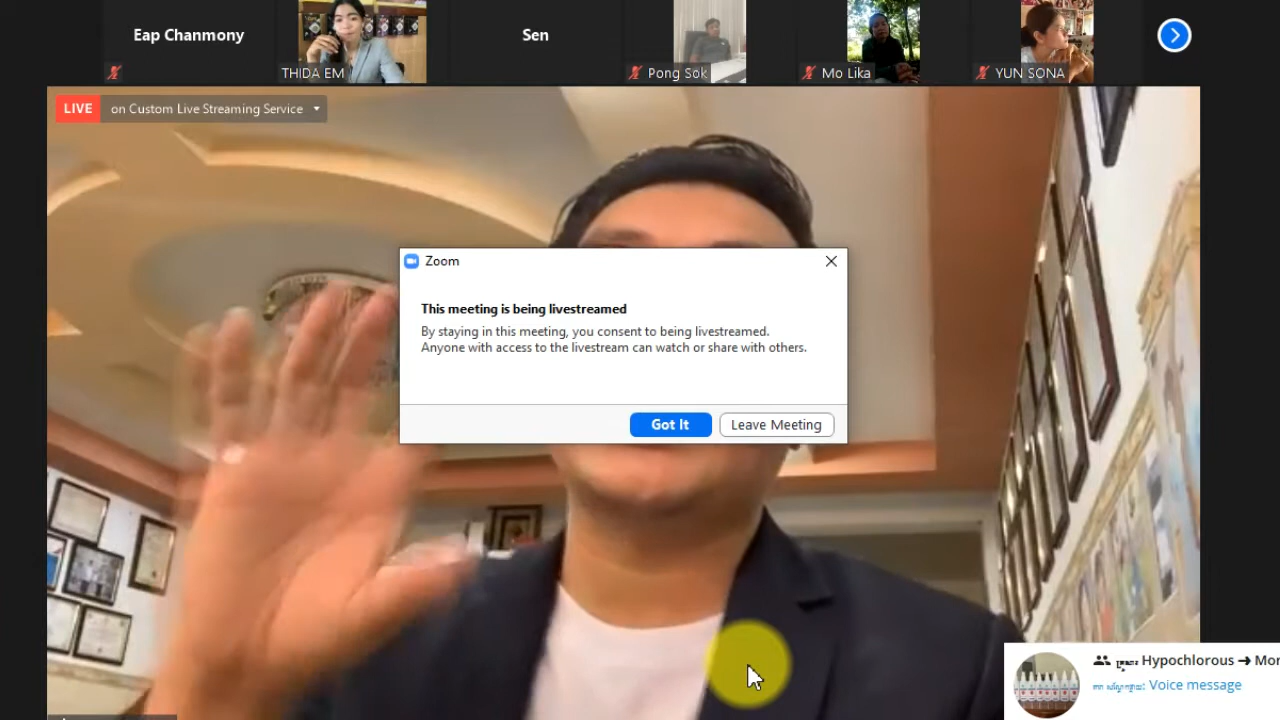 Eap Chanmony
THIDA EM
Sen
Pong Sok
Mo Lika
YUN SONA
LIVE on Custom Live Streaming Service
Zoom
This meeting is being livestreamed
By staying in this meeting, you consent to being livestreamed.
Anyone with access to the livestream can watch or share with others.
Got It
Leave Meeting
Hypochlorous ➜ Mor
Voice message